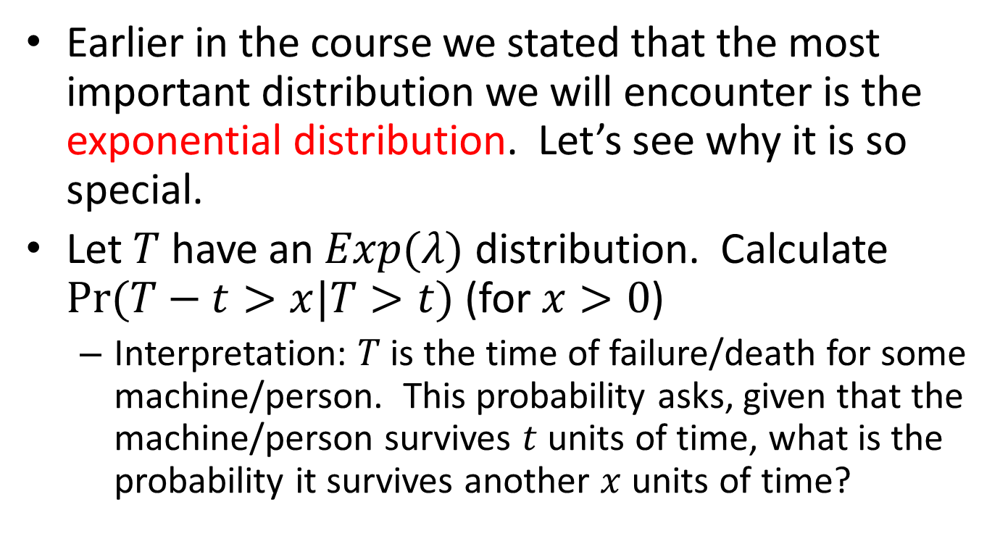 • Earlier in the course we stated that the most
important distribution we will encounter is the
exponential distribution.  Let’s see why it is so
special.
• Let 𝑇 have an 𝐸𝑥𝑝(𝜆) distribution.  Calculate
Pr(𝑇 − 𝑡 > 𝑥|𝑇 > 𝑡) (for 𝑥 > 0)
– Interpretation: 𝑇 is the time of failure/death for some
machine/person.  This probability asks, given that the
machine/person survives 𝑡 units of time, what is the
probability it survives another 𝑥 units of time?